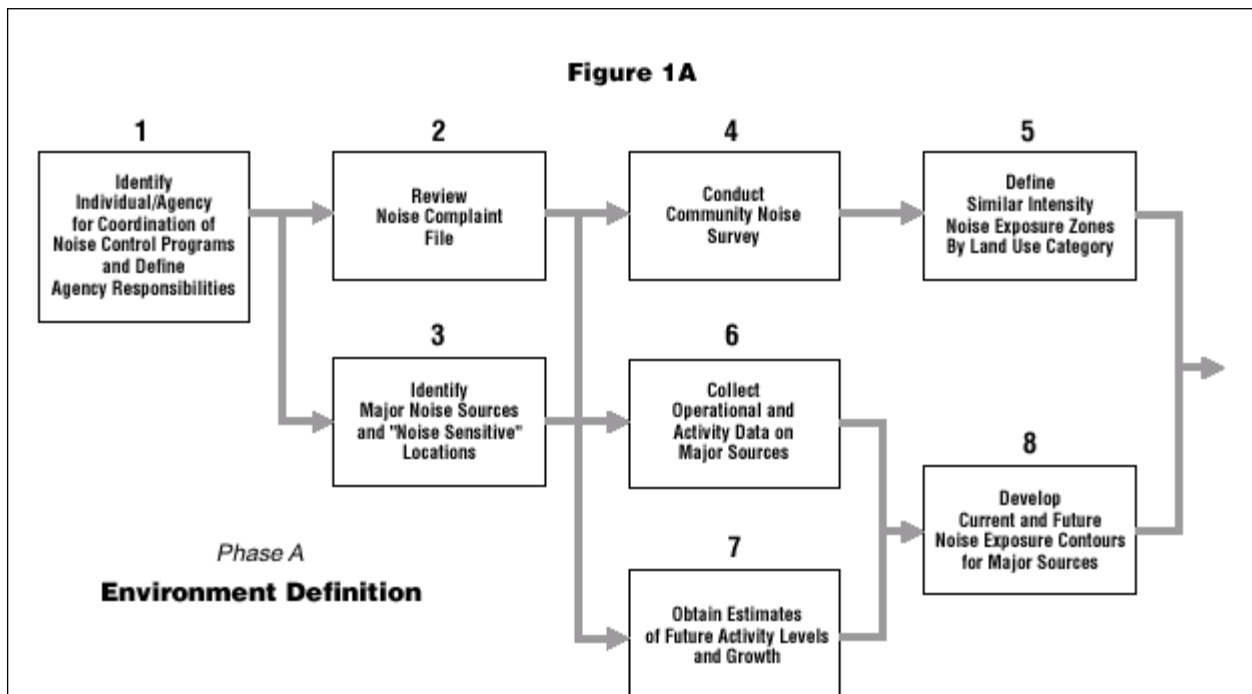 Figure 1A
1
Identify
Individual/Agency
for Coordination of
Noise Control Programs
and Define
Agency Responsibilities
2
Review
Noise Complaint
File
4
Conduct
Community Noise
Survey
5
Define
Similar Intensity
Noise Exposure Zones
By Land Use Category
3
Identify
Major Noise Sources
and "Noise Sensitive"
Locations
6
Collect
Operational and
Activity Data on
Major Sources
8
Develop
Current and Future
Noise Exposure Contours
for Major Sources
7
Obtain Estimates
of Future Activity Levels
and Growth
Phase A
Environment Definition